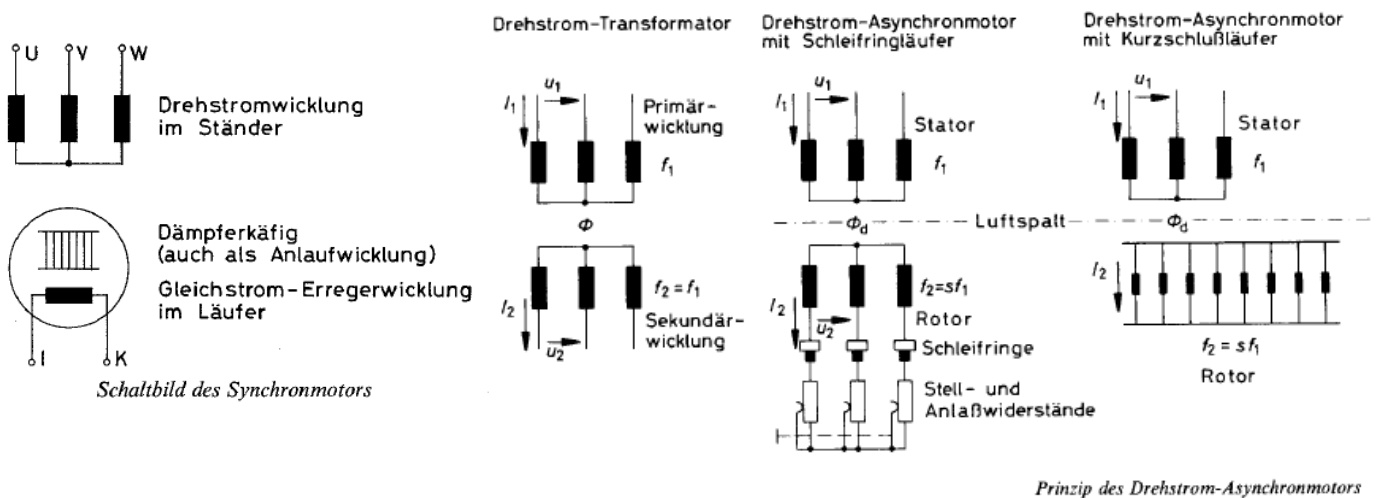 U V W
Drehstromwicklung
im Ständer
Dämpferkäfig
(auch als Anlaufwicklung)
Gleichstrom-Erregerwicklung
im Läufer
I K
Schaltbild des Synchronmotors
Drehstrom-Transformator
u1
I1
Primär-
wicklung
f1
Φ
f2 = f1
I2
Sekundär-
wicklung
u2
Drehstrom-Asynchronmotor
mit Schleifringläufer
u1
I1
Stator
f1
Φd
Luftspalt
f2=sf1
I2
Rotor
u2
Schleifringe
Stell- und
Anlaßwiderstände
Drehstrom-Asynchronmotor
mit Kurzschlußläufer
u1
I1
Stator
f1
Φd
I2
f2 = sf1
Rotor
Prinzip des Drehstrom-Asynchronmotors